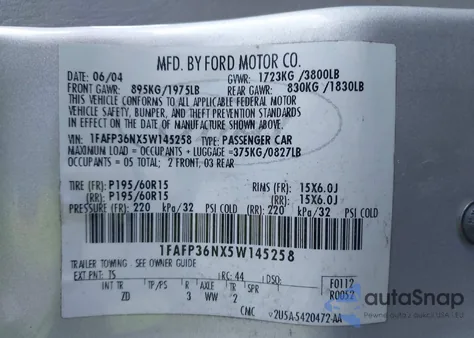 MFD. BY FORD MOTOR CO.
DATE: 06/04 GVWR: 1723KG /3800LB
FRONT GAWR: 895KG/1975LB REAR GAWR: 830KG /1830LB
THIS VEHICLE CONFORMS TO ALL APPLICABLE FEDERAL MOTOR
VEHICLE SAFETY, BUMPER, AND THEFT PREVENTION STANDARDS
IN EFFECT ON THE DATE OF MANUFACTURE SHOWN ABOVE.
VIN: 1FAFP36NX5W145258 TYPE: PASSENGER CAR
MAXIMUM LOAD = OCCUPANTS + LUGGAGE =375KG/0827LB
OCCUPANTS = 05 TOTAL; 2 FRONT, 03 REAR
TIRE (FR): P195/60R15 RIMS (FR): 15X6.0J
(RR): P195/60R15 (RR): 15X6.0J
PRESSURE (FR): 220 kPa/32 PSI COLD (RR): 220 kPa/32 PSI COLD
1FAFP36NX5W145258
TRAILER TOWING - SEE OWNER GUIDE
EXT PNT: TS RC: 44 DSO: F0112
INT TR TP/PS R AXLE TR SPR R0052
ZD 3 WW 2
CMC v2U5A-5420472-AA
autoSnap